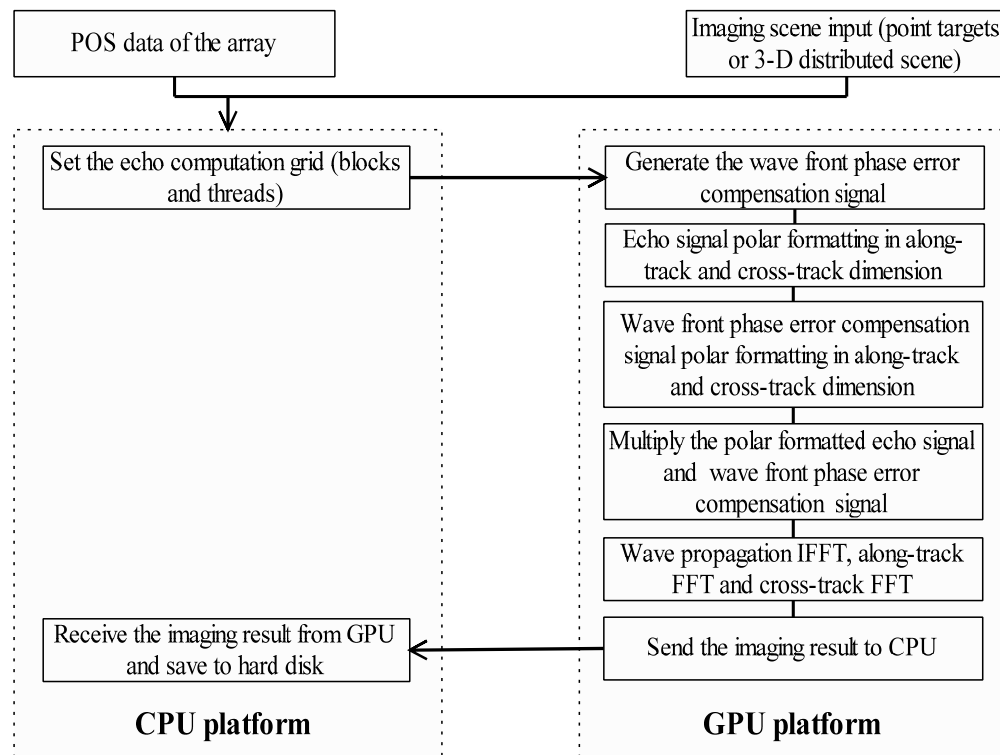 POS data of the array
Imaging scene input (point targets
or 3-D distributed scene)
Set the echo computation grid (blocks
and threads)
Generate the wave front phase error
compensation signal
Echo signal polar formatting in along-
track and cross-track dimension
Wave front phase error compensation
signal polar formatting in along-track
and cross-track dimension
Multiply the polar formatted echo signal
and wave front phase error
compensation signal
Wave propagation IFFT, along-track
FFT and cross-track FFT
Receive the imaging result from GPU
and save to hard disk
Send the imaging result to CPU
CPU platform
GPU platform